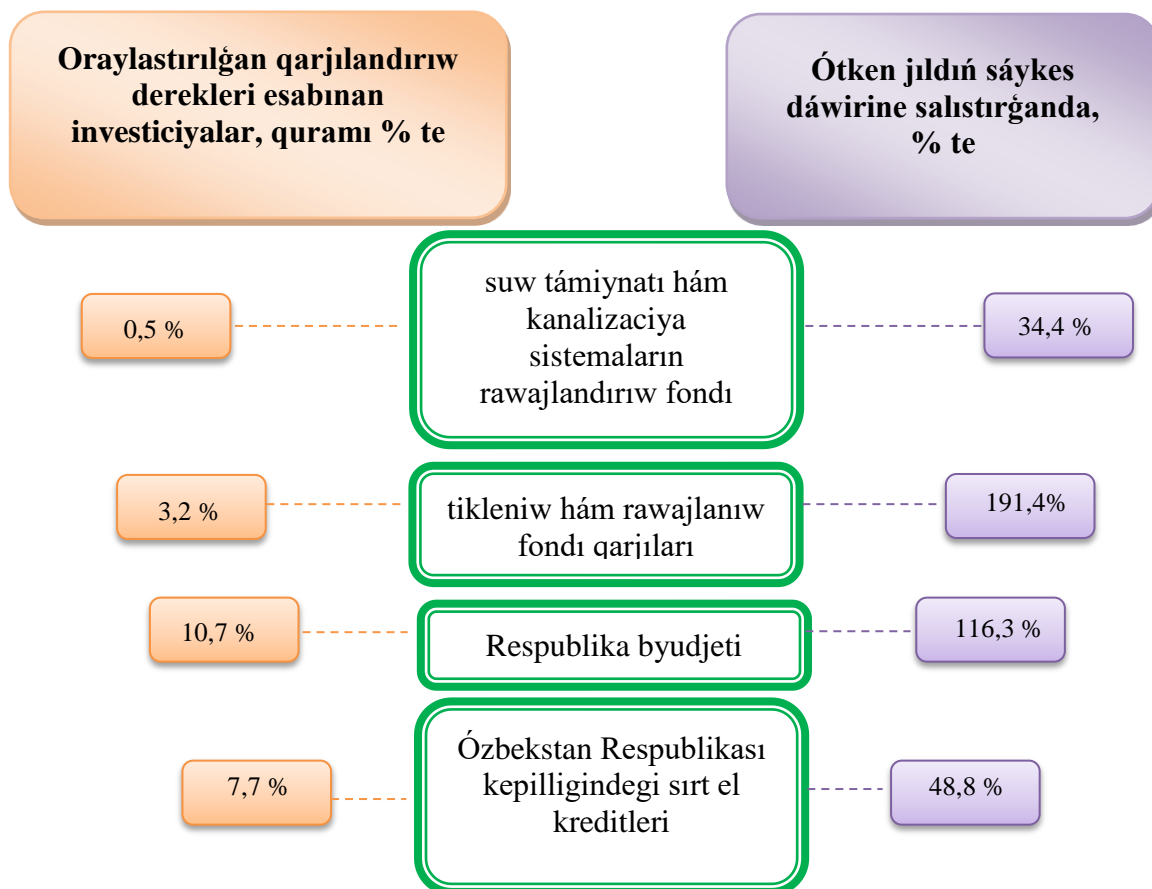 Oraylastırılģan qarjılandırıw
derekleri esabınan
investiciyalar, quramı % te
Ótken jıldıń sáykes
dáwirine salıstırģanda,
% te
0,5 %
suw támiynatı hám
kanalizaciya
sistemaların
rawajlandırıw fondı
34,4 %
3,2 %
tikleniw hám rawajlanıw
fondı qarjıları
191,4%
10,7 %
Respublika byudjeti
116,3 %
7,7 %
Ózbekstan Respublikası
kepilligindegi sırt el
kreditleri
48,8 %